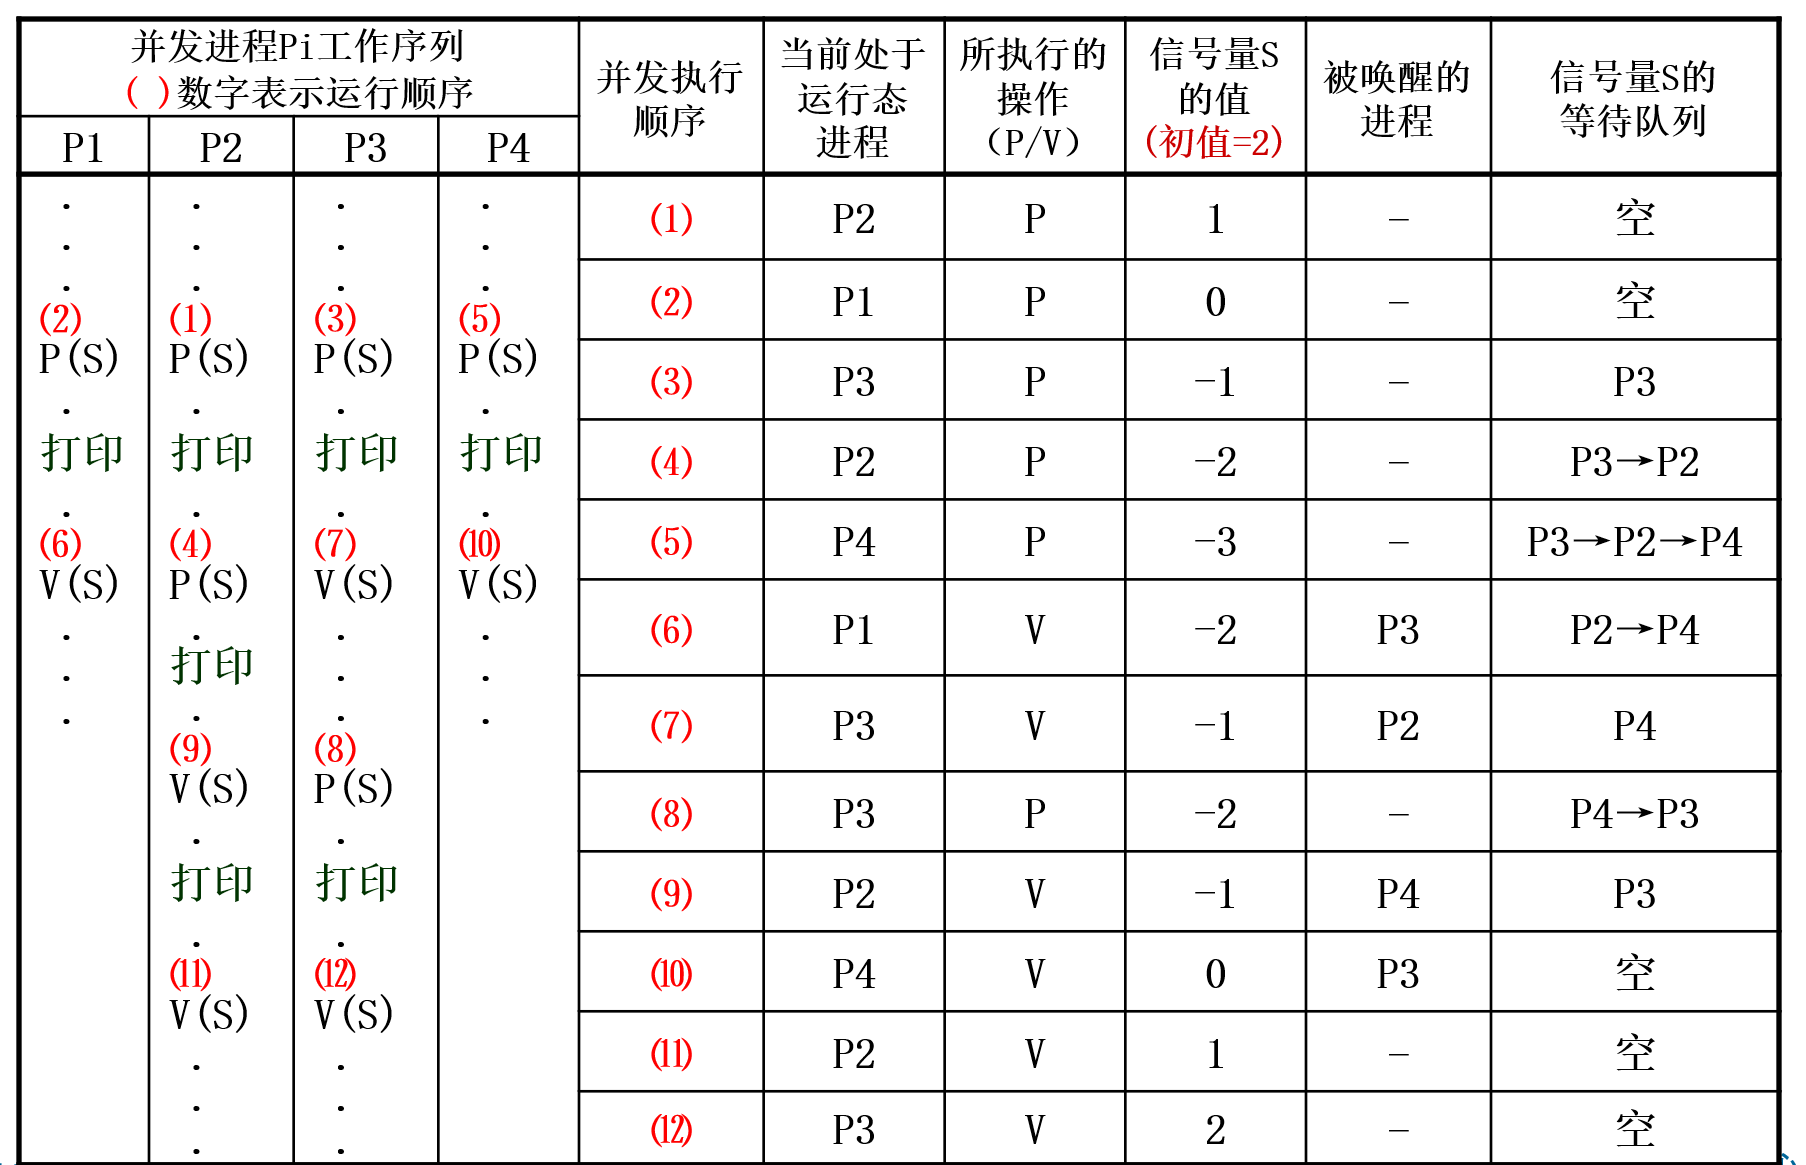 并发进程Pi工作序列
( )数字表示运行顺序
P1 P2 P3 P4
并发执行
顺序
当前处于
运行态
进程
所执行的
操作
（P/V）
信号量S
的值
(初值=2)
被唤醒的
进程
信号量S的
等待队列
(2) (1) (3) (5)
P(S) P(S) P(S) P(S)
打印 打印 打印 打印
(6) (4) (7) (10)
V(S) P(S) V(S) V(S)
打印
(9) (8)
V(S) P(S)
打印 打印
(11) (12)
V(S) V(S)
(1) P2 P 1 – 空
(2) P1 P 0 – 空
(3) P3 P -1 – P3
(4) P2 P -2 – P3→P2
(5) P4 P -3 – P3→P2→P4
(6) P1 V -2 P3 P2→P4
(7) P3 V -1 P2 P4
(8) P3 P -2 – P4→P3
(9) P2 V -1 P4 P3
(10) P4 V 0 P3 空
(11) P2 V 1 – 空
(12) P3 V 2 – 空